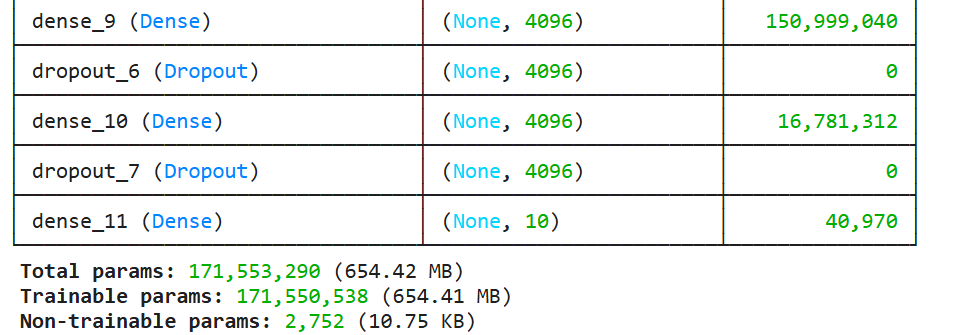 dense_9 (Dense) (None, 4096) 150,999,040
dropout_6 (Dropout) (None, 4096) 0
dense_10 (Dense) (None, 4096) 16,781,312
dropout_7 (Dropout) (None, 4096) 0
dense_11 (Dense) (None, 10) 40,970
Total params: 171,553,290 (654.42 MB)
Trainable params: 171,550,538 (654.41 MB)
Non-trainable params: 2,752 (10.75 KB)